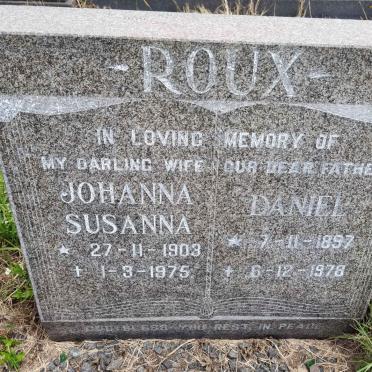 ROUX
IN LOVING MEMORY OF
MY DARLING WIFE OUR DEAR FATHE
JOHANNA
SUSANNA
27-11-1903
1-3-1975
DANIEL
7-11-1897
6-12-1978
REST IN PEACE